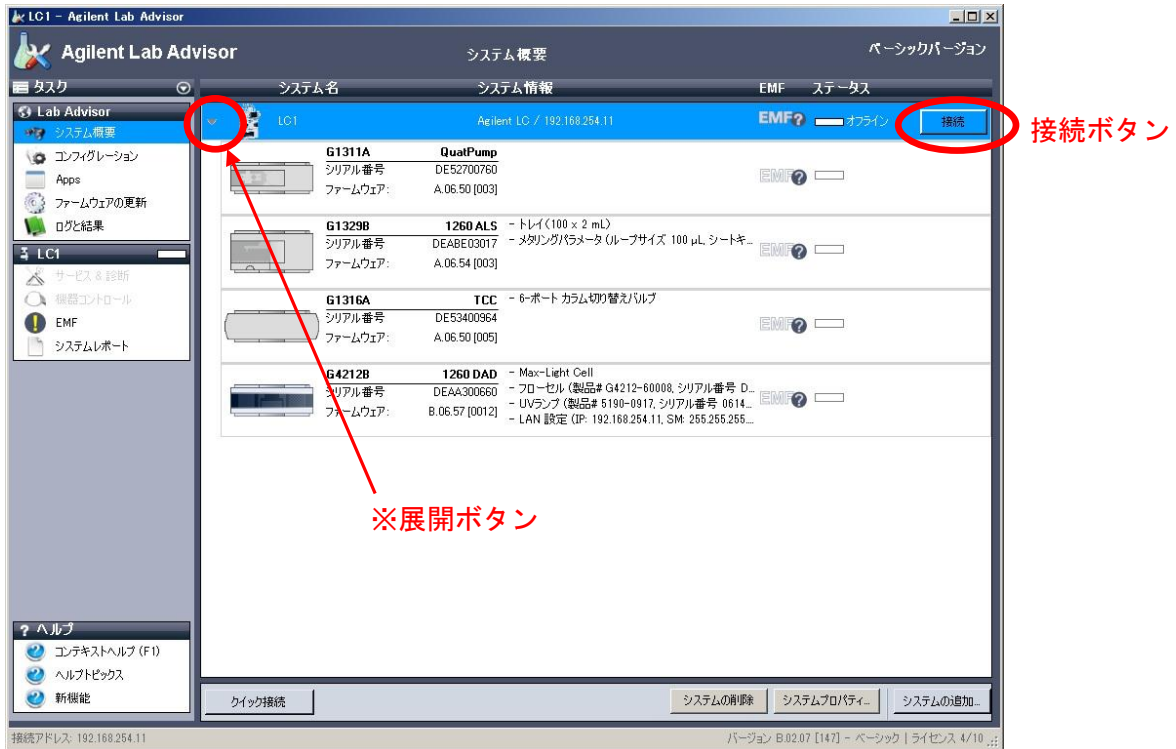 LC1 - Agilent Lab Advisor
Agilent Lab Advisor
システム概要
ベーシックバージョン
タスク
システム名
システム情報
EMF
ステータス
Lab Advisor
システム概要
コンフィグレーション
Apps
ファームウェアの更新
ログと結果
LC1
サービス & 診断
機器コントロール
EMF
システムレポート
LC1
Agilent LC / 192.168.254.11
EMF?
オフライン
接続
接続ボタン
G1311A QuatPump
シリアル番号 DE52700760
ファームウェア: A.06.50 [003]
EMF?
G1329B 1260 ALS
シリアル番号 DEABE03017
ファームウェア: A.06.54 [003]
- トレイ(100 x 2 mL)
- メタリングパラメータ (ループサイズ 100 μL, シートキ...
EMF?
G1316A TCC
シリアル番号 DE53400964
ファームウェア: A.06.50 [005]
- 6-ポート カラム切り替えバルブ
EMF?
G4212B 1260 DAD
シリアル番号 DEAA300660
ファームウェア: B.06.57 [0012]
- Max-Light Cell
- フローセル (製品# G4212-60008, シリアル番号 D...
- UVランプ (製品# 5190-0917, シリアル番号 0614...
- LAN 設定 (IP: 192.168.254.11, SM: 255.255.255...
EMF?
※展開ボタン
? ヘルプ
コンテキストヘルプ (F1)
ヘルプトピックス
新機能
クイック接続
システムの削除
システムプロパティ...
システムの追加...
接続アドレス: 192.168.254.11
バージョン B.02.07 [147] - ベーシック | ライセンス 4/10